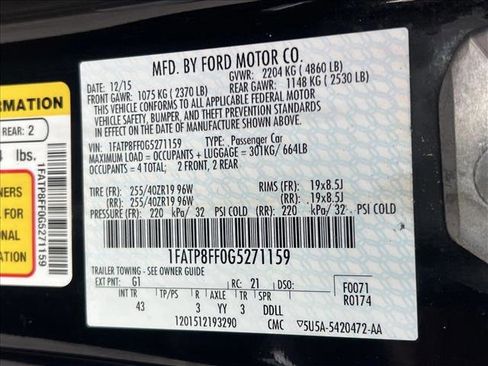 ORMATION
REAR: 2
lbs.
NERS
L FOR
ONAL
ION
1FATP8FF0G5271159
MFD. BY FORD MOTOR CO.
DATE: 12/15 GVWR: 2204 KG ( 4860 LB)
FRONT GAWR: 1075 KG ( 2370 LB) REAR GAWR: 1148 KG ( 2530 LB)
THIS VEHICLE CONFORMS TO ALL APPLICABLE FEDERAL MOTOR
VEHICLE SAFETY, BUMPER, AND THEFT PREVENTION STANDARDS
IN EFFECT ON THE DATE OF MANUFACTURE SHOWN ABOVE.
VIN: 1FATP8FF0G5271159 TYPE: Passenger Car
MAXIMUM LOAD = OCCUPANTS + LUGGAGE = 301KG/ 664LB
OCCUPANTS: 4 TOTAL: 2 FRONT, 2 REAR
TIRE (FR): 255/40ZR19 96W RIMS (FR): 19x8.5J
TIRE (RR): 255/40ZR19 96W RIMS (RR): 19x8.5J
PRESSURE (FR): 220 kPa/ 32 PSI COLD (RR): 220 kPa/ 32 PSI COLD
1FATP8FF0G5271159
TRAILER TOWING - SEE OWNER GUIDE
EXT PNT: G1 RC: 21 DSO: F0071
INT TR TP/PS R AXLE TR SPR R0174
43 3 YY 3 DDLL
1201512193290 CMC ▽5U5A-5420472-AA